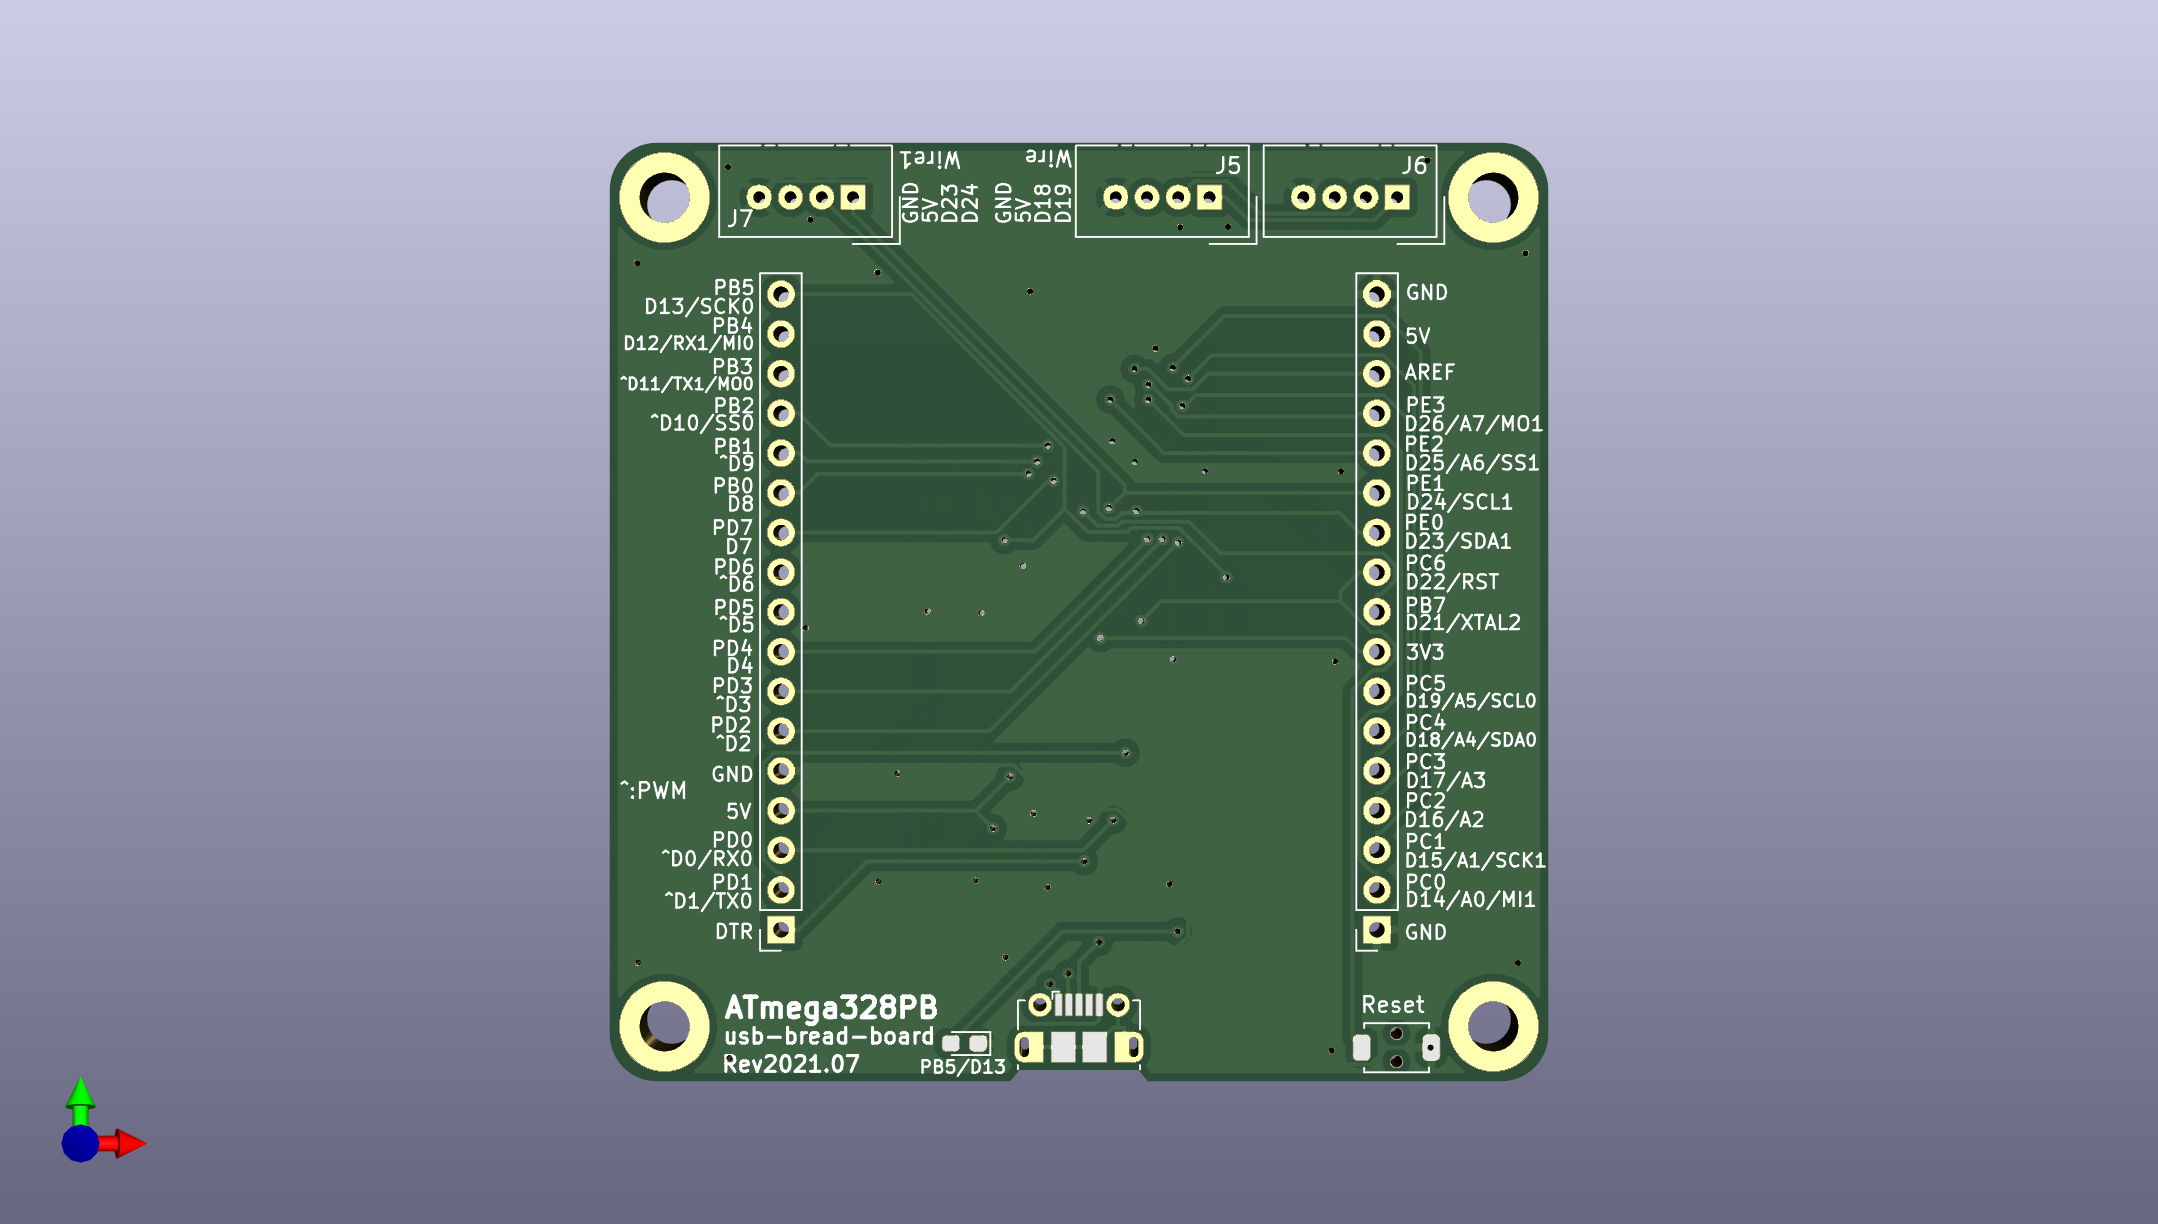 Wire1
Wire
J5
J6
J7
GND
5V
D23
D24
GND
5V
D18
D19
PB5
D13/SCK0
PB4
D12/RX1/MI0
PB3
^D11/TX1/MO0
PB2
^D10/SS0
PB1
^D9
PB0
D8
PD7
D7
PD6
^D6
PD5
^D5
PD4
D4
PD3
^D3
PD2
^D2
GND
^:PWM
5V
PD0
^D0/RX0
PD1
^D1/TX0
DTR
GND
5V
AREF
PE3
D26/A7/MO1
PE2
D25/A6/SS1
PE1
D24/SCL1
PE0
D23/SDA1
PC6
D22/RST
PB7
D21/XTAL2
3V3
PC5
D19/A5/SCL0
PC4
D18/A4/SDA0
PC3
D17/A3
PC2
D16/A2
PC1
D15/A1/SCK1
PC0
D14/A0/MI1
GND
ATmega328PB
usb-bread-board
Rev2021.07
PB5/D13
Reset